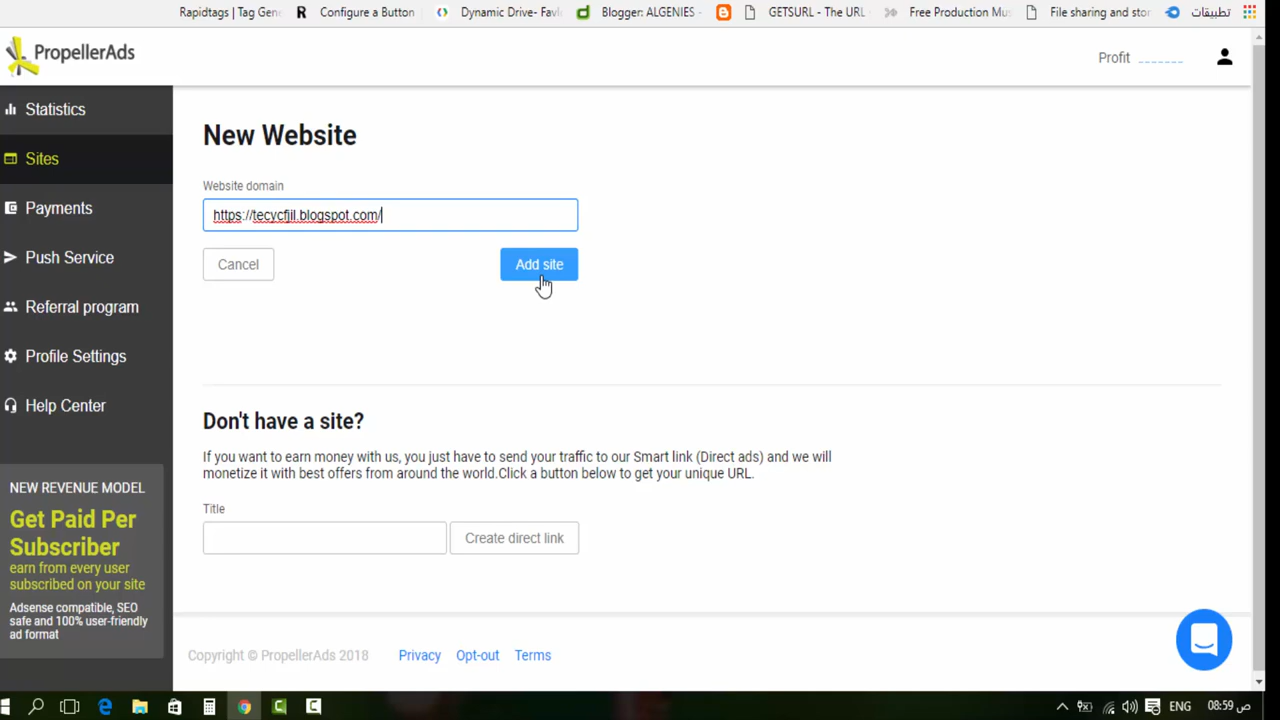 Rapidtags | Tag Gene
Configure a Button
Dynamic Drive- Favi
Blogger: ALGENIES -
GETSURL - The URL
Free Production Mus
File sharing and stor
تطبيقات
PropellerAds
Profit
Statistics
Sites
Payments
Push Service
Referral program
Profile Settings
Help Center
NEW REVENUE MODEL
Get Paid Per
Subscriber
earn from every user
subscribed on your site
Adsense compatible, SEO
safe and 100% user-friendly
ad format
New Website
Website domain
https://tecycfjil.blogspot.com/
Cancel
Add site
Don't have a site?
If you want to earn money with us, you just have to send your traffic to our Smart link (Direct ads) and we will
monetize it with best offers from around the world.Click a button below to get your unique URL.
Title
Create direct link
Copyright © PropellerAds 2018
Privacy
Opt-out
Terms
ENG
08:59 ص